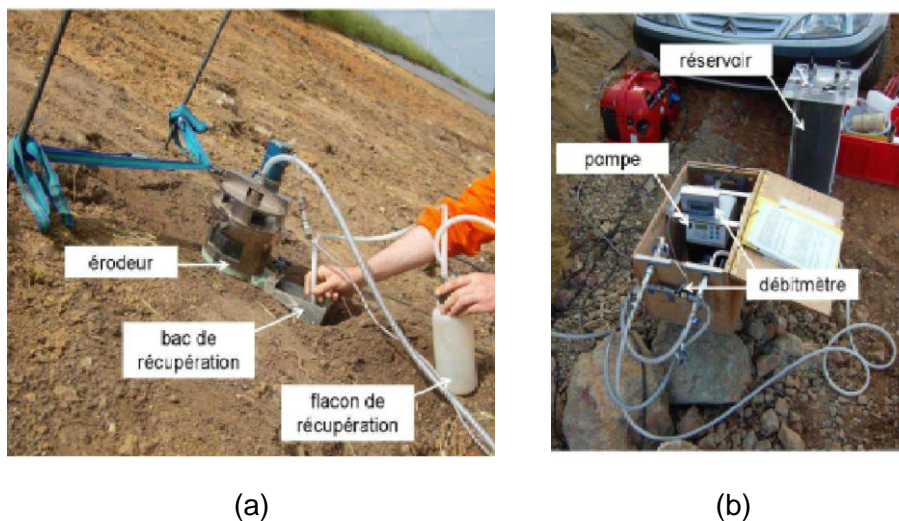 érodeur
bac de
récupération
flacon de
récupération
(a)
réservoir
pompe
débitmètre
(b)